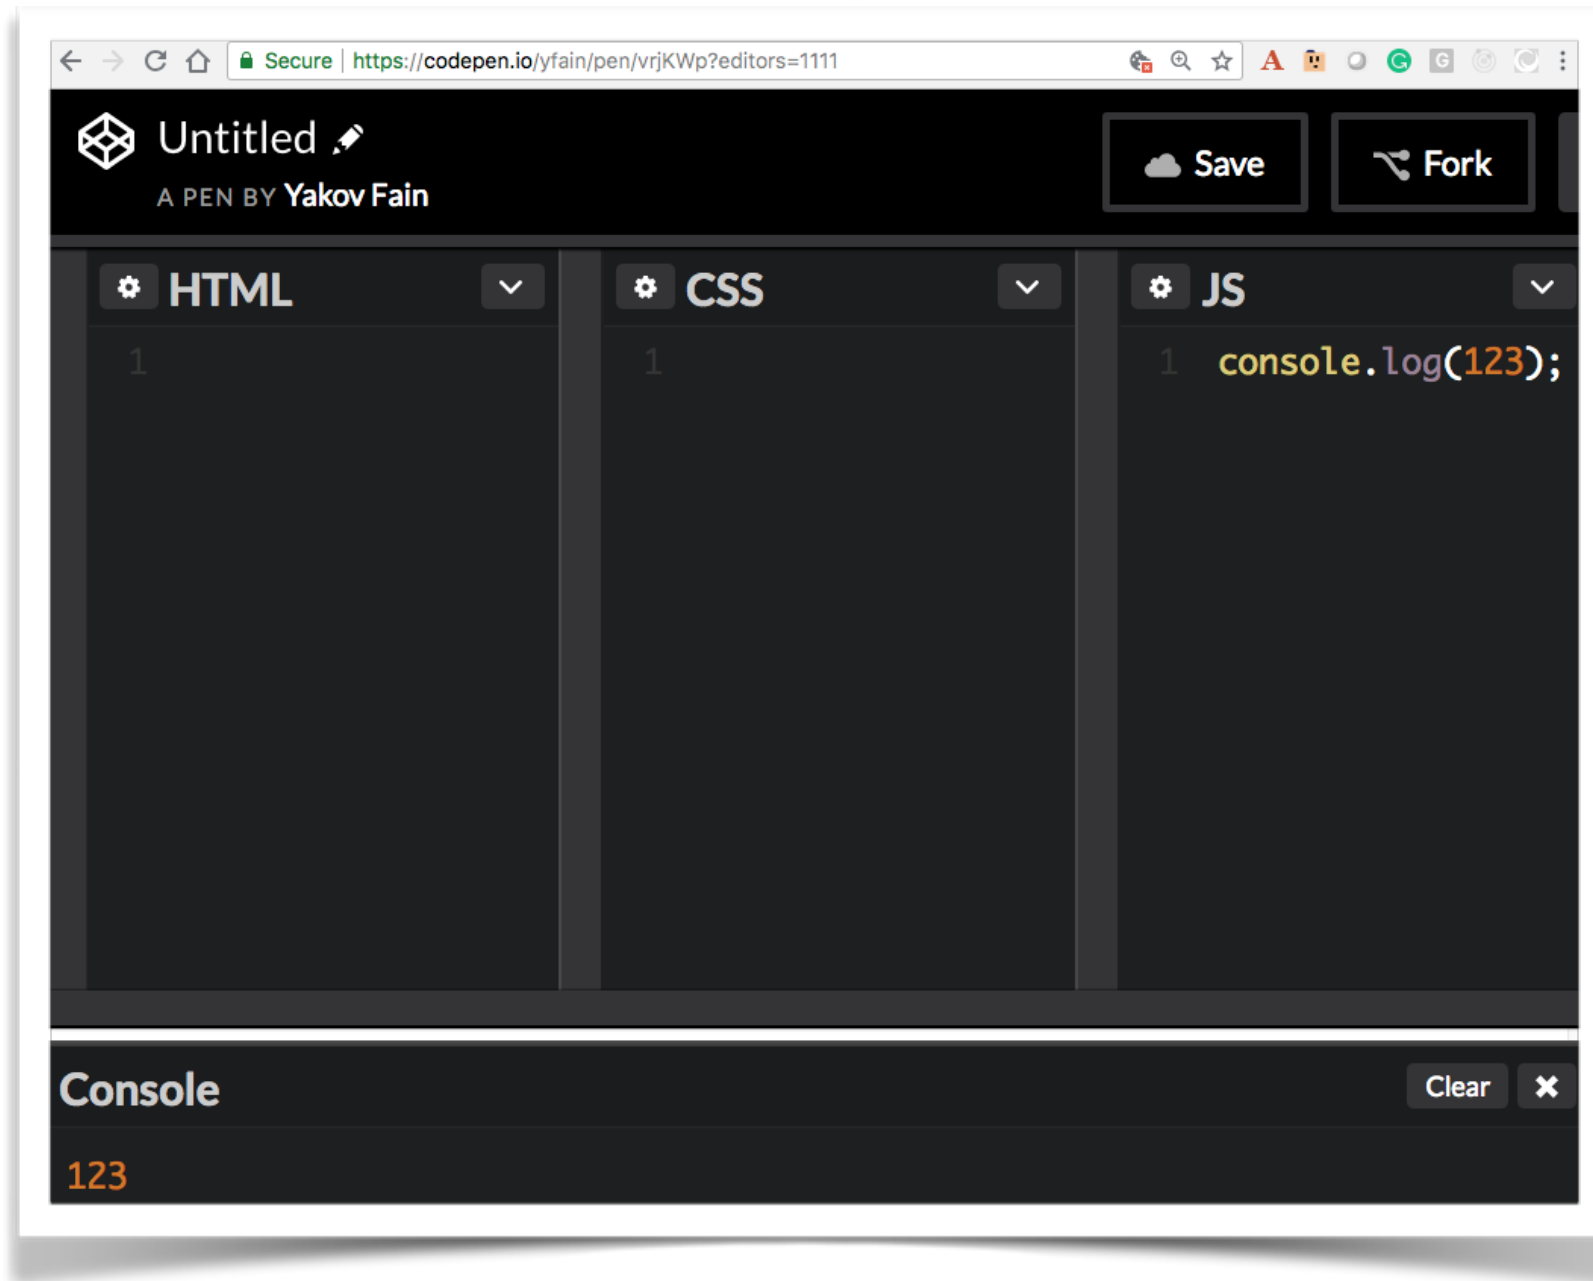 Secure | https://codepen.io/yfain/pen/vrjKWp?editors=1111
Untitled
A PEN BY Yakov Fain
Save
Fork
HTML
CSS
JS
1
1
1 console.log(123);
Console
Clear
123